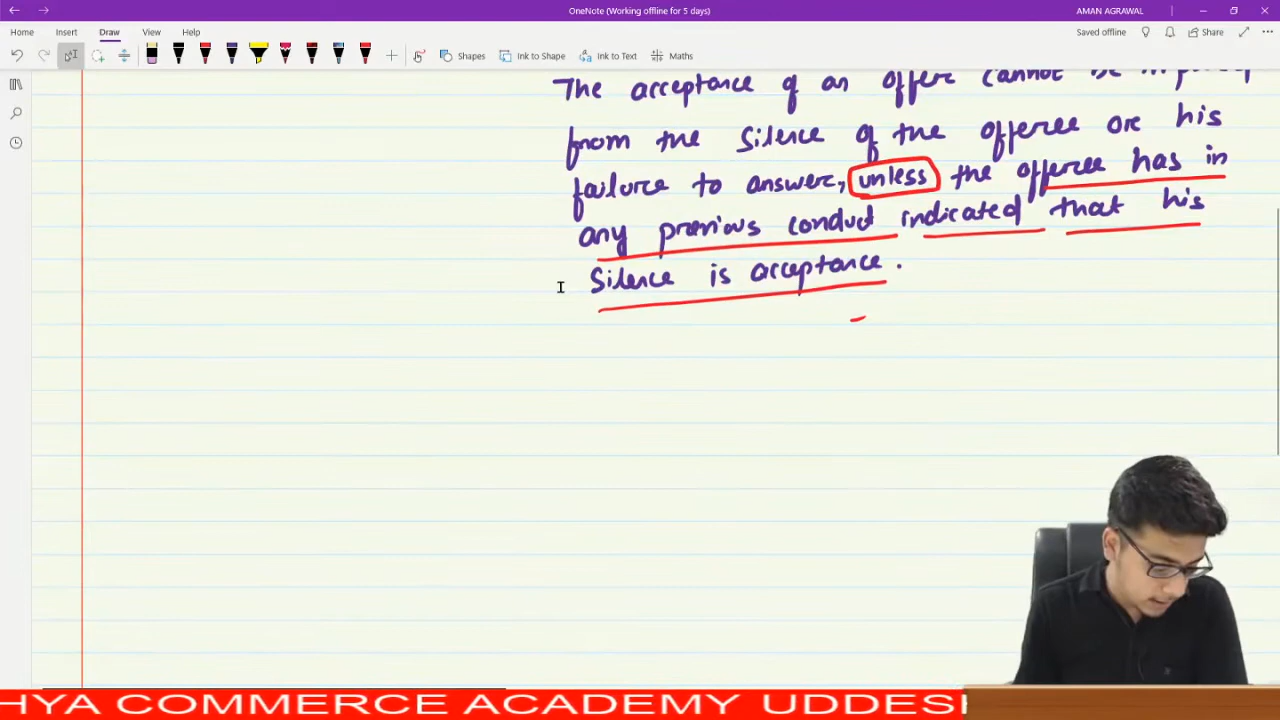 OneNote (Working offline for 5 days)
AMAN AGRAWAL
Home Insert Draw View Help
Saved offline
Share
Shapes
Ink to Shape
Ink to Text
Maths
The acceptance of an offer cannot be implied
from the silence of the offeree or his
failure to answer, unless the offeree has in
any previous conduct indicated that his
Silence is acceptance.
HYA COMMERCE ACADEMY UDDESH